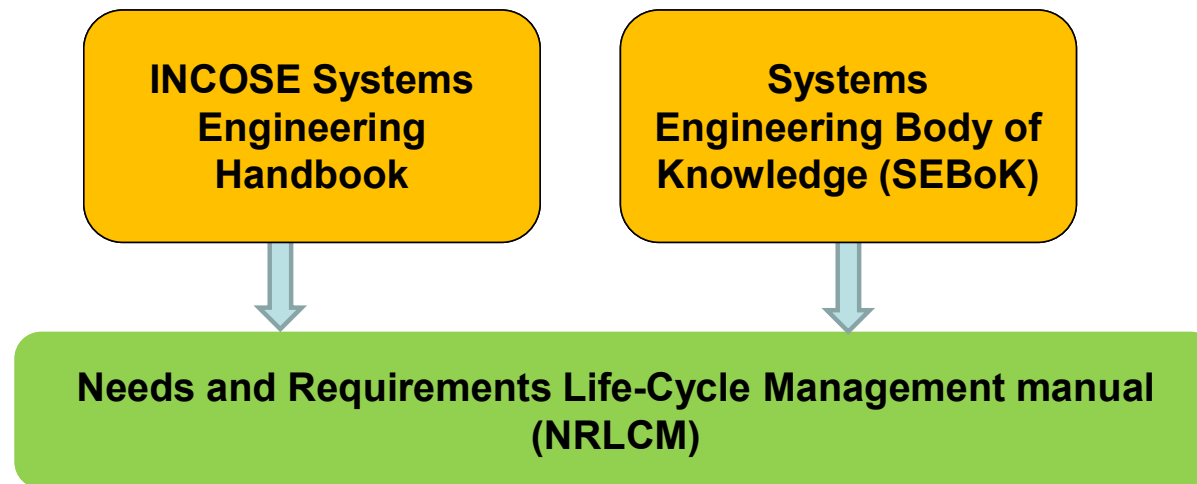 INCOSE Systems
Engineering
Handbook
Systems
Engineering Body of
Knowledge (SEBoK)
Needs and Requirements Life-Cycle Management manual
(NRLCM)